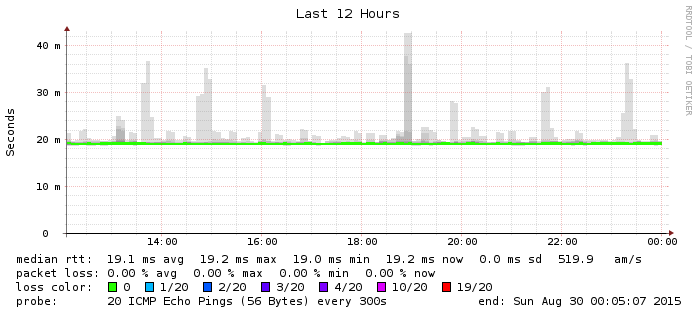 Last 12 Hours
RRDTOOL / TOBI OETIKER
Seconds
40 m
30 m
20 m
10 m
0
14:00 16:00 18:00 20:00 22:00 00:00
median rtt: 19.1 ms avg 19.2 ms max 19.0 ms min 19.2 ms now 0.0 ms sd 519.9 am/s
packet loss: 0.00 % avg 0.00 % max 0.00 % min 0.00 % now
loss color: 0 1/20 2/20 3/20 4/20 10/20 19/20
probe: 20 ICMP Echo Pings (56 Bytes) every 300s end: Sun Aug 30 00:05:07 2015